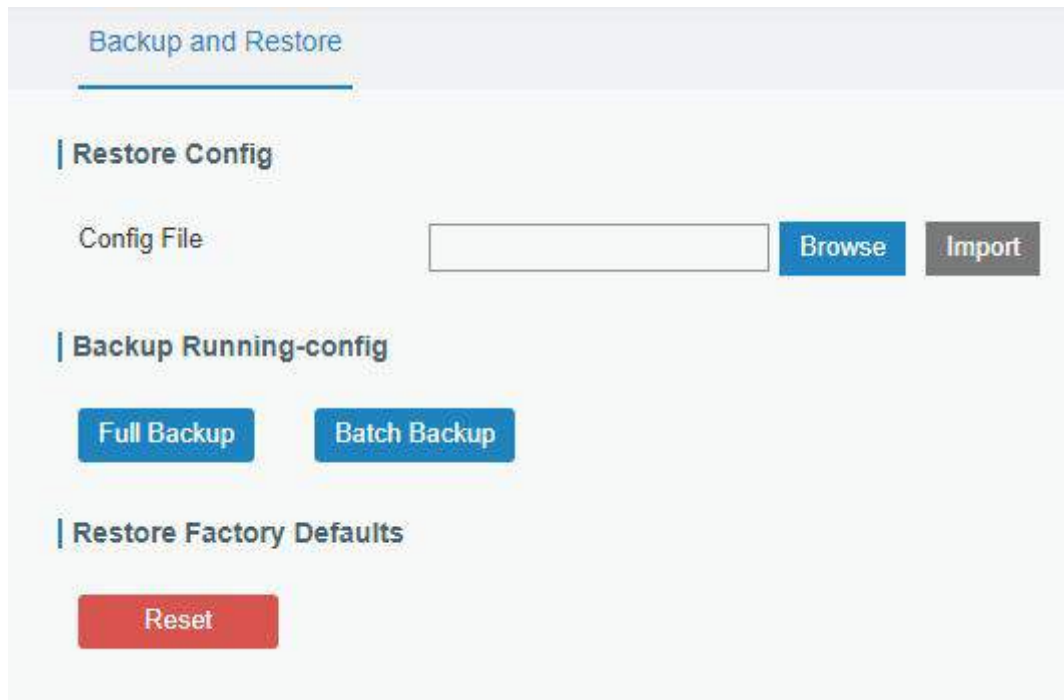 Backup and Restore
Restore Config
Config File Browse Import
Backup Running-config
Full Backup Batch Backup
Restore Factory Defaults
Reset